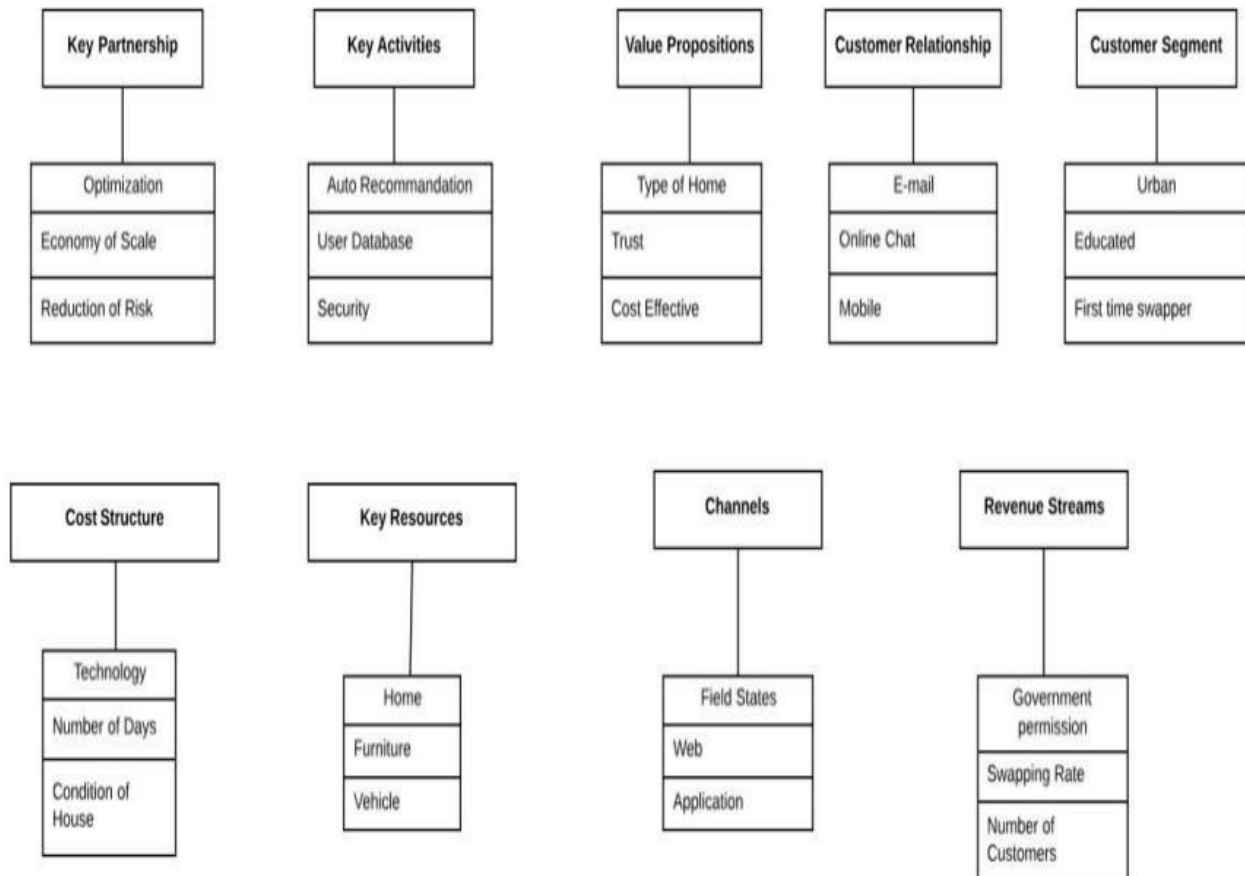 Key Partnership
Optimization
Economy of Scale
Reduction of Risk
Key Activities
Auto Recommandation
User Database
Security
Value Propositions
Type of Home
Trust
Cost Effective
Customer Relationship
E-mail
Online Chat
Mobile
Customer Segment
Urban
Educated
First time swapper
Cost Structure
Technology
Number of Days
Condition of
House
Key Resources
Home
Furniture
Vehicle
Channels
Field States
Web
Application
Revenue Streams
Government
permission
Swapping Rate
Number of
Customers